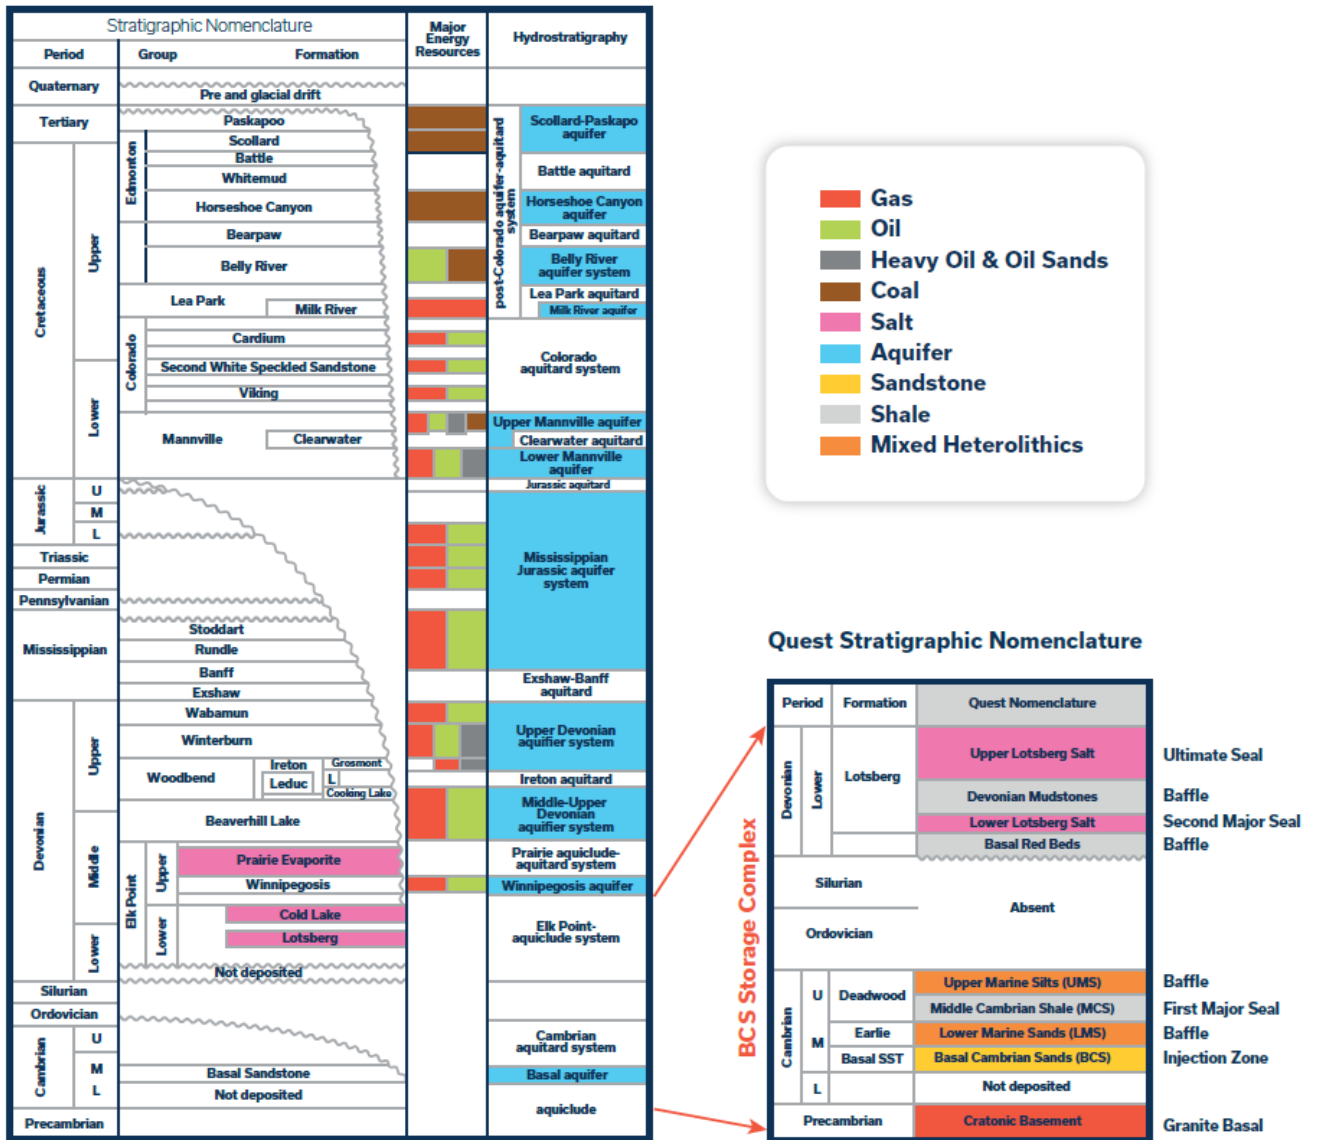 Stratigraphic Nomenclature
Major
Energy
Resources
Hydrostratigraphy
Period
Group
Formation
Quaternary
Pre and glacial drift
Tertiary
Paskapoo
Scollard-Paskapo
aquifer
Cretaceous
Upper
Edmonton
Scollard
Battle
Whitemud
Horseshoe Canyon
Bearpaw
Belly River
Lea Park
Milk River
post-Colorado aquifer-aquitard
system
Battle aquitard
Horseshoe Canyon
aquifer
Bearpaw aquitard
Belly River
aquifer system
Lea Park aquitard
Milk River aquifer
Colorado
Cardium
Second White Speckled Sandstone
Viking
Colorado
aquitard system
Lower
Mannville
Clearwater
Upper Mannville aquifer
Clearwater aquitard
Lower Mannville
aquifer
Jurassic
U
M
L
Jurassic aquitard
Triassic
Permian
Pennsylvanian
Mississippian
Jurassic aquifer
system
Mississippian
Stoddart
Rundle
Banff
Exshaw
Exshaw-Banff
aquitard
Devonian
Upper
Wabamun
Winterburn
Upper Devonian
aquifier system
Woodbend
Ireton
Leduc
Grosmont
L
Cooking Lake
Ireton aquitard
Beaverhill Lake
Middle-Upper
Devonian
aquifier system
Middle
Elk Point
Upper
Prairie Evaporite
Winnipegosis
Prairie aquiclude-
aquitard system
Winnipegosis aquifer
Lower
Lower
Cold Lake
Lotsberg
Not deposited
Elk Point-
aquiclude system
Silurian
Ordovician
Cambrian
U
M
L
Basal Sandstone
Not deposited
Cambrian
aquitard system
Basal aquifer
aquiclude
Precambrian
Gas
Oil
Heavy Oil & Oil Sands
Coal
Salt
Aquifer
Sandstone
Shale
Mixed Heterolithics
Quest Stratigraphic Nomenclature
BCS Storage Complex
Period
Formation
Quest Nomenclature
Devonian
Lower
Lotsberg
Upper Lotsberg Salt
Ultimate Seal
Devonian Mudstones
Baffle
Lower Lotsberg Salt
Second Major Seal
Basal Red Beds
Baffle
Silurian
Absent
Ordovician
Cambrian
U
Deadwood
Upper Marine Silts (UMS)
Baffle
Middle Cambrian Shale (MCS)
First Major Seal
M
Earlie
Lower Marine Sands (LMS)
Baffle
Basal SST
Basal Cambrian Sands (BCS)
Injection Zone
L
Not deposited
Precambrian
Cratonic Basement
Granite Basal